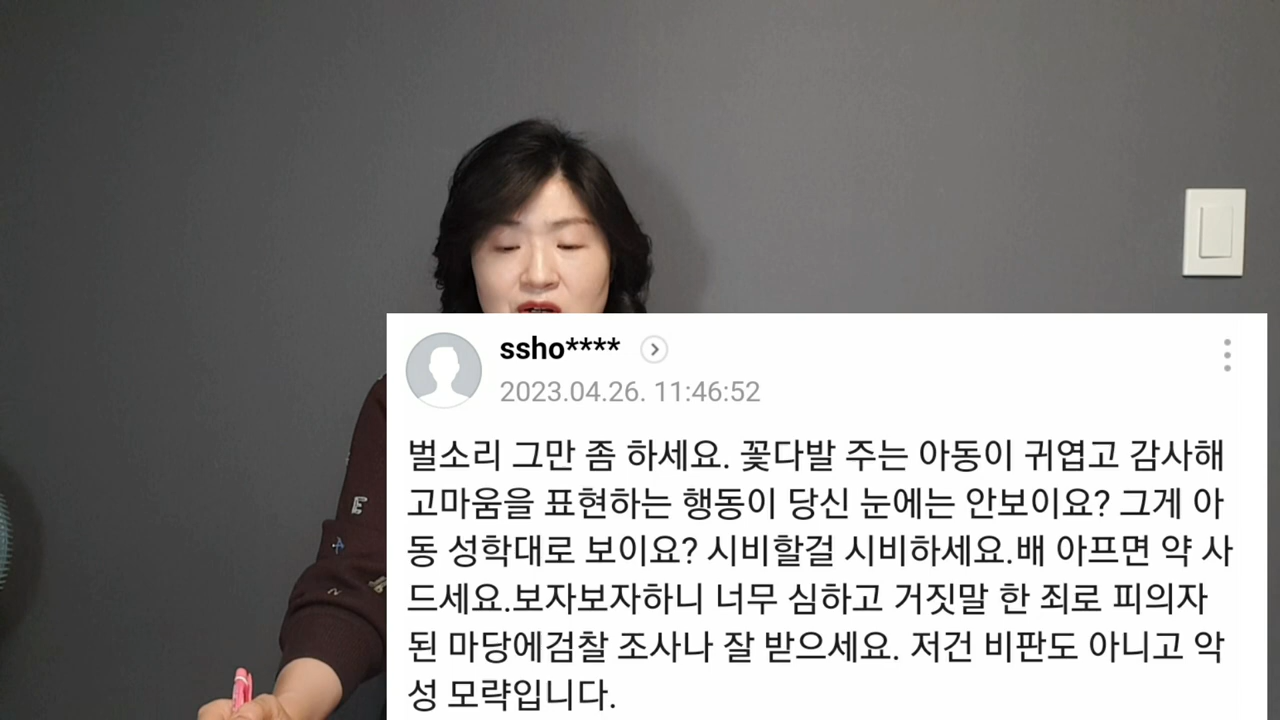 ssho****
2023.04.26. 11:46:52
벌소리 그만 좀 하세요. 꽃다발 주는 아동이 귀엽고 감사해
고마움을 표현하는 행동이 당신 눈에는 안보이요? 그게 아
동 성학대로 보이요? 시비할걸 시비하세요.배 아프면 약 사
드세요.보자보자하니 너무 심하고 거짓말 한 죄로 피의자
된 마당에검찰 조사나 잘 받으세요. 저건 비판도 아니고 악
성 모략입니다.
E